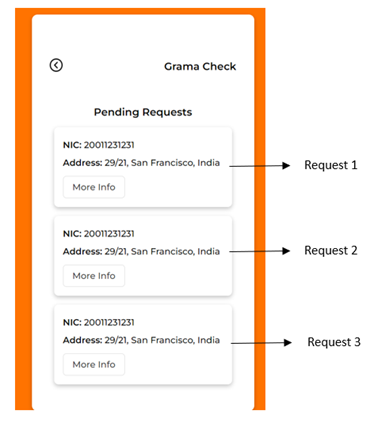 Grama Check
Pending Requests
NIC: 20011231231
Address: 29/21, San Francisco, India
More Info
Request 1
NIC: 20011231231
Address: 29/21, San Francisco, India
More Info
Request 2
NIC: 20011231231
Address: 29/21, San Francisco, India
More Info
Request 3